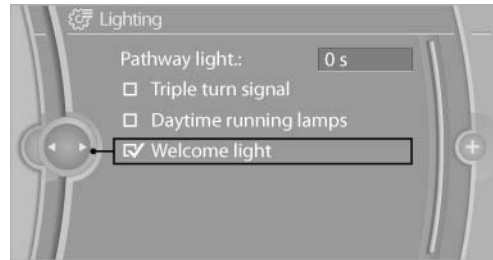 Lighting
Pathway light.: 0 s
Triple turn signal
Daytime running lamps
Welcome light